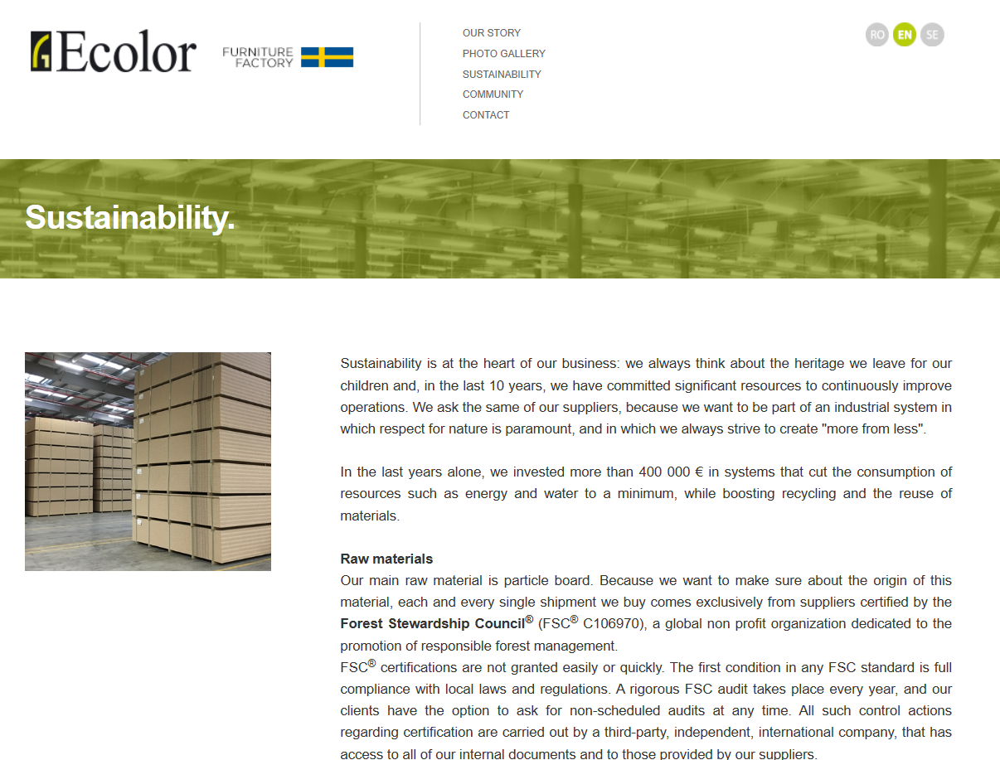 Ecolor
FURNITURE
FACTORY
OUR STORY
PHOTO GALLERY
SUSTAINABILITY
COMMUNITY
CONTACT
RO EN SE
Sustainability.
Sustainability is at the heart of our business: we always think about the heritage we leave for our
children and, in the last 10 years, we have committed significant resources to continuously improve
operations. We ask the same of our suppliers, because we want to be part of an industrial system in
which respect for nature is paramount, and in which we always strive to create "more from less".
In the last years alone, we invested more than 400 000 € in systems that cut the consumption of
resources such as energy and water to a minimum, while boosting recycling and the reuse of
materials.
Raw materials
Our main raw material is particle board. Because we want to make sure about the origin of this
material, each and every single shipment we buy comes exclusively from suppliers certified by the
Forest Stewardship Council® (FSC® C106970), a global non profit organization dedicated to the
promotion of responsible forest management.
FSC® certifications are not granted easily or quickly. The first condition in any FSC standard is full
compliance with local laws and regulations. A rigorous FSC audit takes place every year, and our
clients have the option to ask for non-scheduled audits at any time. All such control actions
regarding certification are carried out by a third-party, independent, international company, that has
access to all of our internal documents and to those provided by our suppliers.